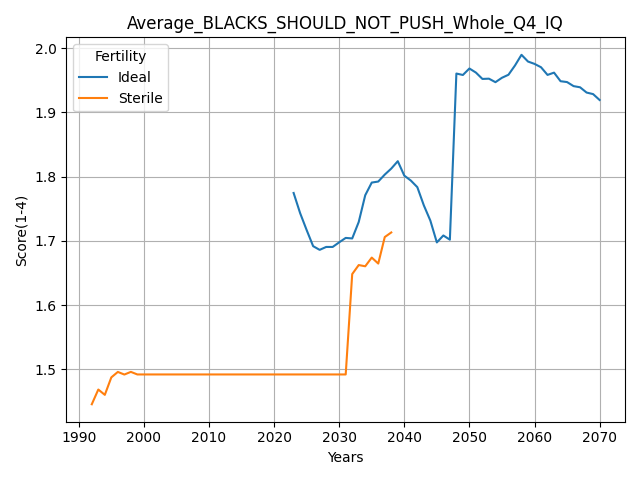 Average_BLACKS_SHOULD_NOT_PUSH_Whole_Q4_IQ
Fertility
Ideal
Sterile
Score(1-4)
2.0
1.9
1.8
1.7
1.6
1.5
1990 2000 2010 2020 2030 2040 2050 2060 2070
Years